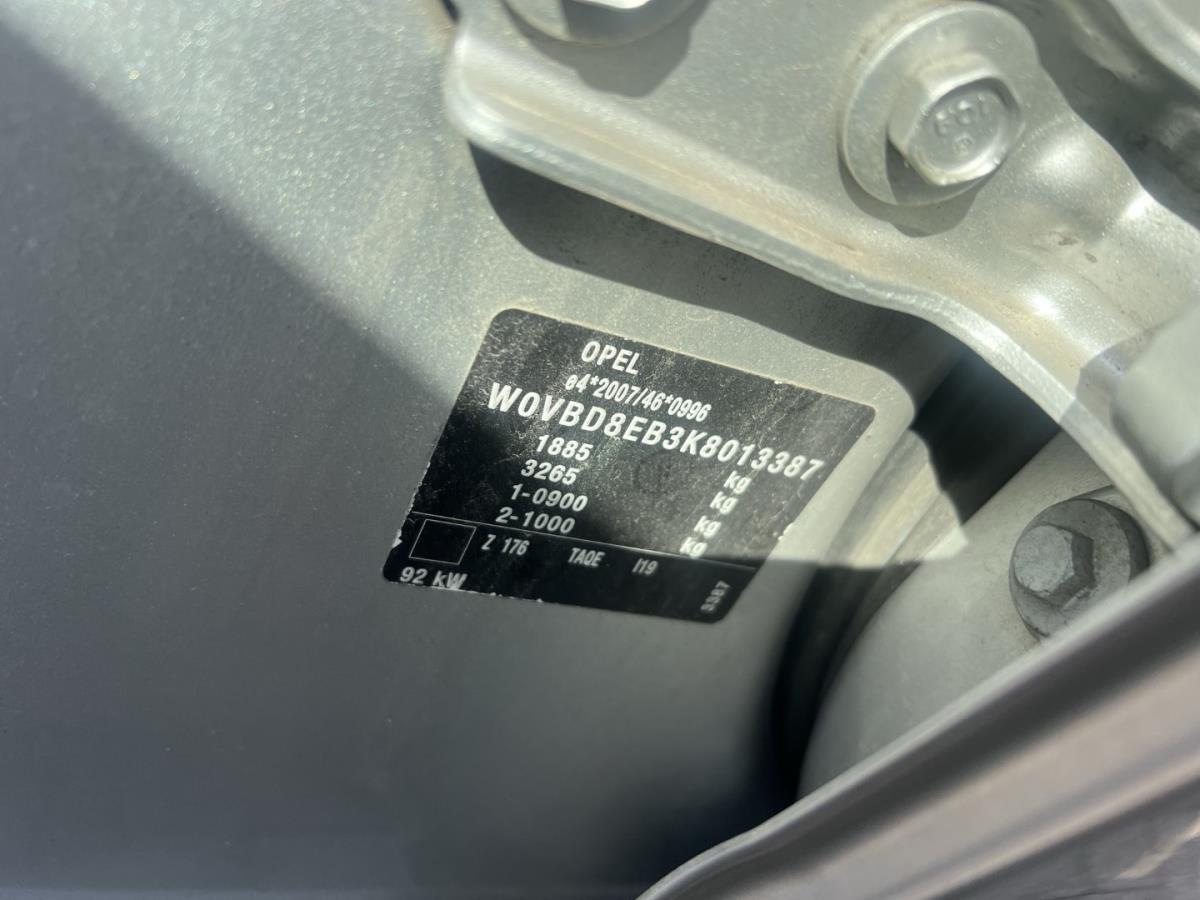 OPEL
e4*2007/46*0996
W0VBD8EB3K8013387
1885 kg
3265 kg
1-0900 kg
2-1000 kg
Z 176 TAQE I19
92 kW
3387